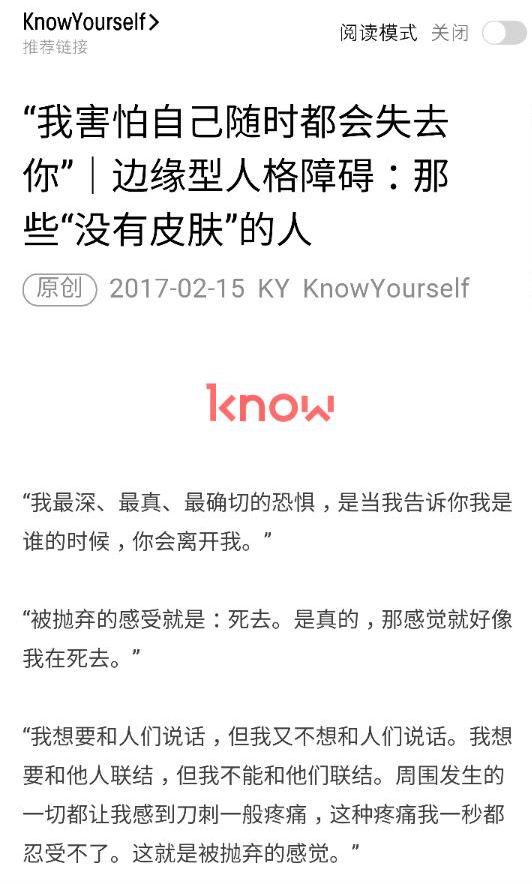 KnowYourself>
推荐链接
阅读模式 关闭
“我害怕自己随时都会失去
你”｜边缘型人格障碍：那
些“没有皮肤”的人
原创 2017-02-15 KY KnowYourself
know
“我最深、最真、最确切的恐惧，是当我告诉你我是
谁的时候，你会离开我。”
“被抛弃的感受就是：死去。是真的，那感觉就好像
我在死去。”
“我想要和人们说话，但我又不想和人们说话。我想
要和他人联结，但我不能和他们联结。周围发生的
一切都让我感到刀刺一般疼痛，这种疼痛我一秒都
忍受不了。这就是被抛弃的感觉。”